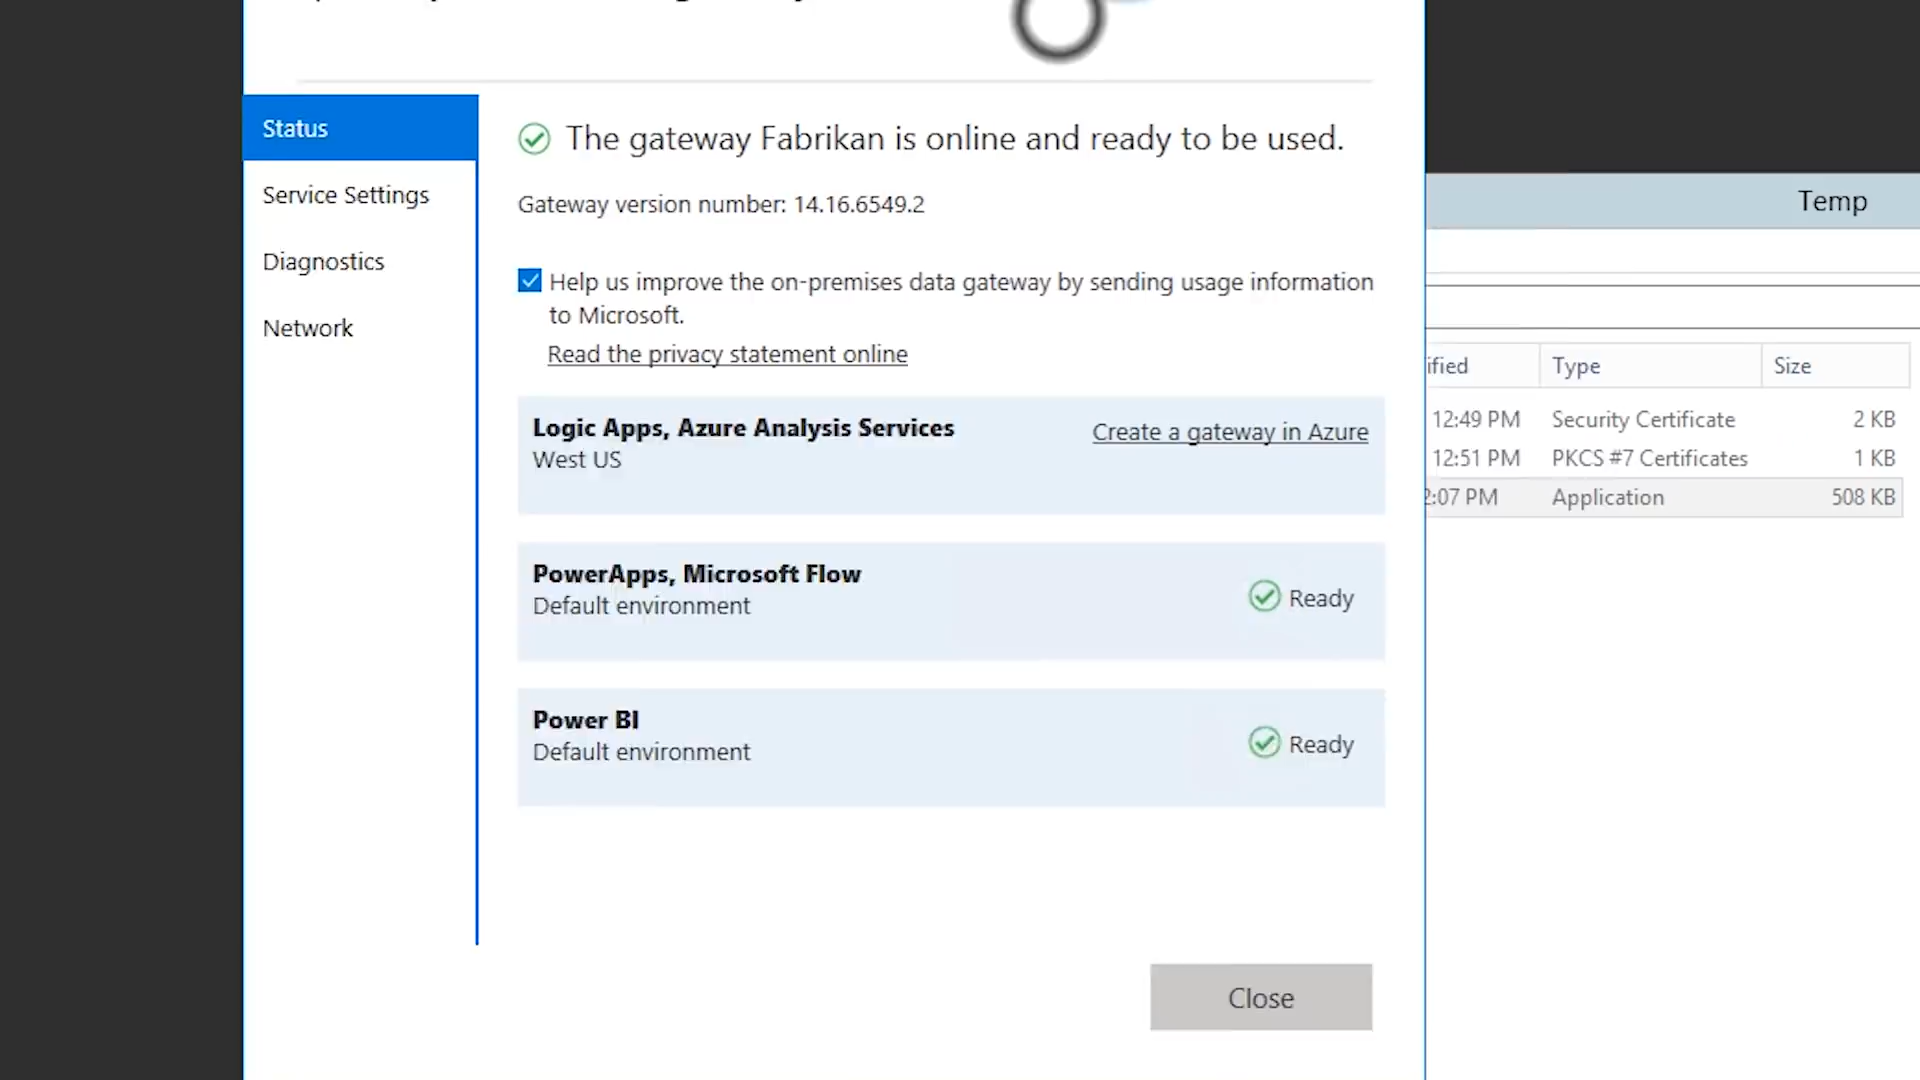 Status
Service Settings
Diagnostics
Network
The gateway Fabrikan is online and ready to be used.
Gateway version number: 14.16.6549.2
Help us improve the on-premises data gateway by sending usage information
to Microsoft.
Read the privacy statement online
Logic Apps, Azure Analysis Services
West US
Create a gateway in Azure
PowerApps, Microsoft Flow
Default environment
Ready
Power BI
Default environment
Ready
Close
Temp
ified Type Size
12:49 PM Security Certificate 2 KB
12:51 PM PKCS #7 Certificates 1 KB
2:07 PM Application 508 KB